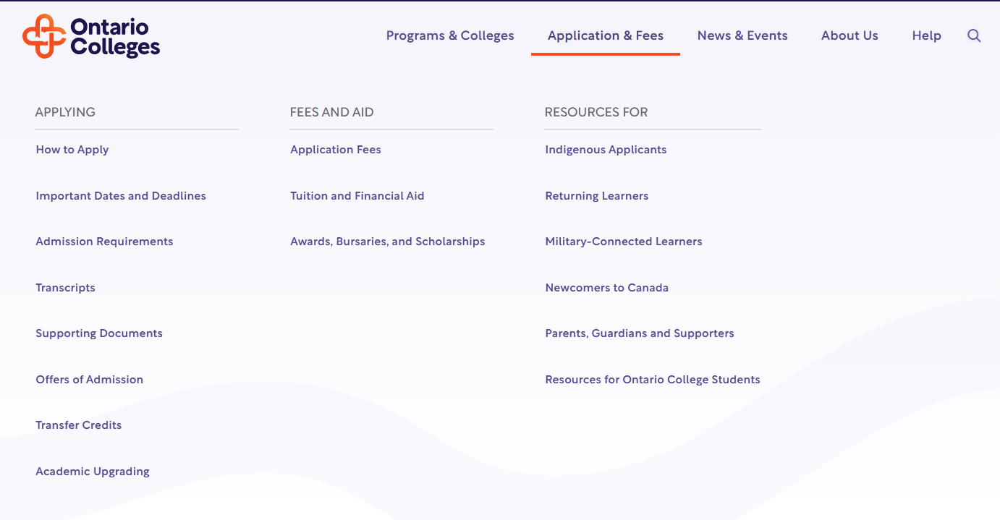 Ontario
Colleges
Programs & Colleges
Application & Fees
News & Events
About Us
Help
APPLYING
How to Apply
Important Dates and Deadlines
Admission Requirements
Transcripts
Supporting Documents
Offers of Admission
Transfer Credits
Academic Upgrading
FEES AND AID
Application Fees
Tuition and Financial Aid
Awards, Bursaries, and Scholarships
RESOURCES FOR
Indigenous Applicants
Returning Learners
Military-Connected Learners
Newcomers to Canada
Parents, Guardians and Supporters
Resources for Ontario College Students